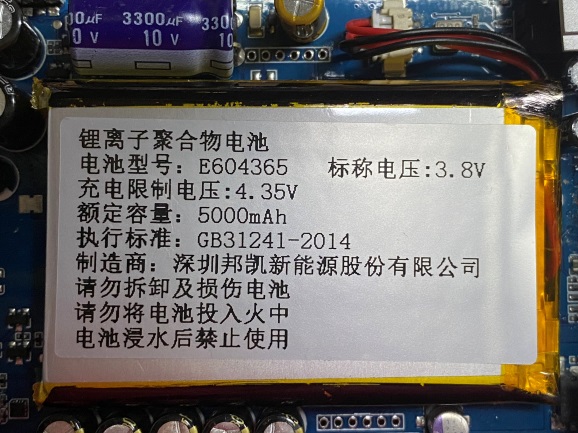 00μF
0 V
3300μF
10 V
锂离子聚合物电池
电池型号: E604365 标称电压:3.8V
充电限制电压:4.35V
额定容量: 5000mAh
执行标准: GB31241-2014
制造商: 深圳邦凯新能源股份有限公司
请勿拆卸及损伤电池
请勿将电池投入火中
电池浸水后禁止使用